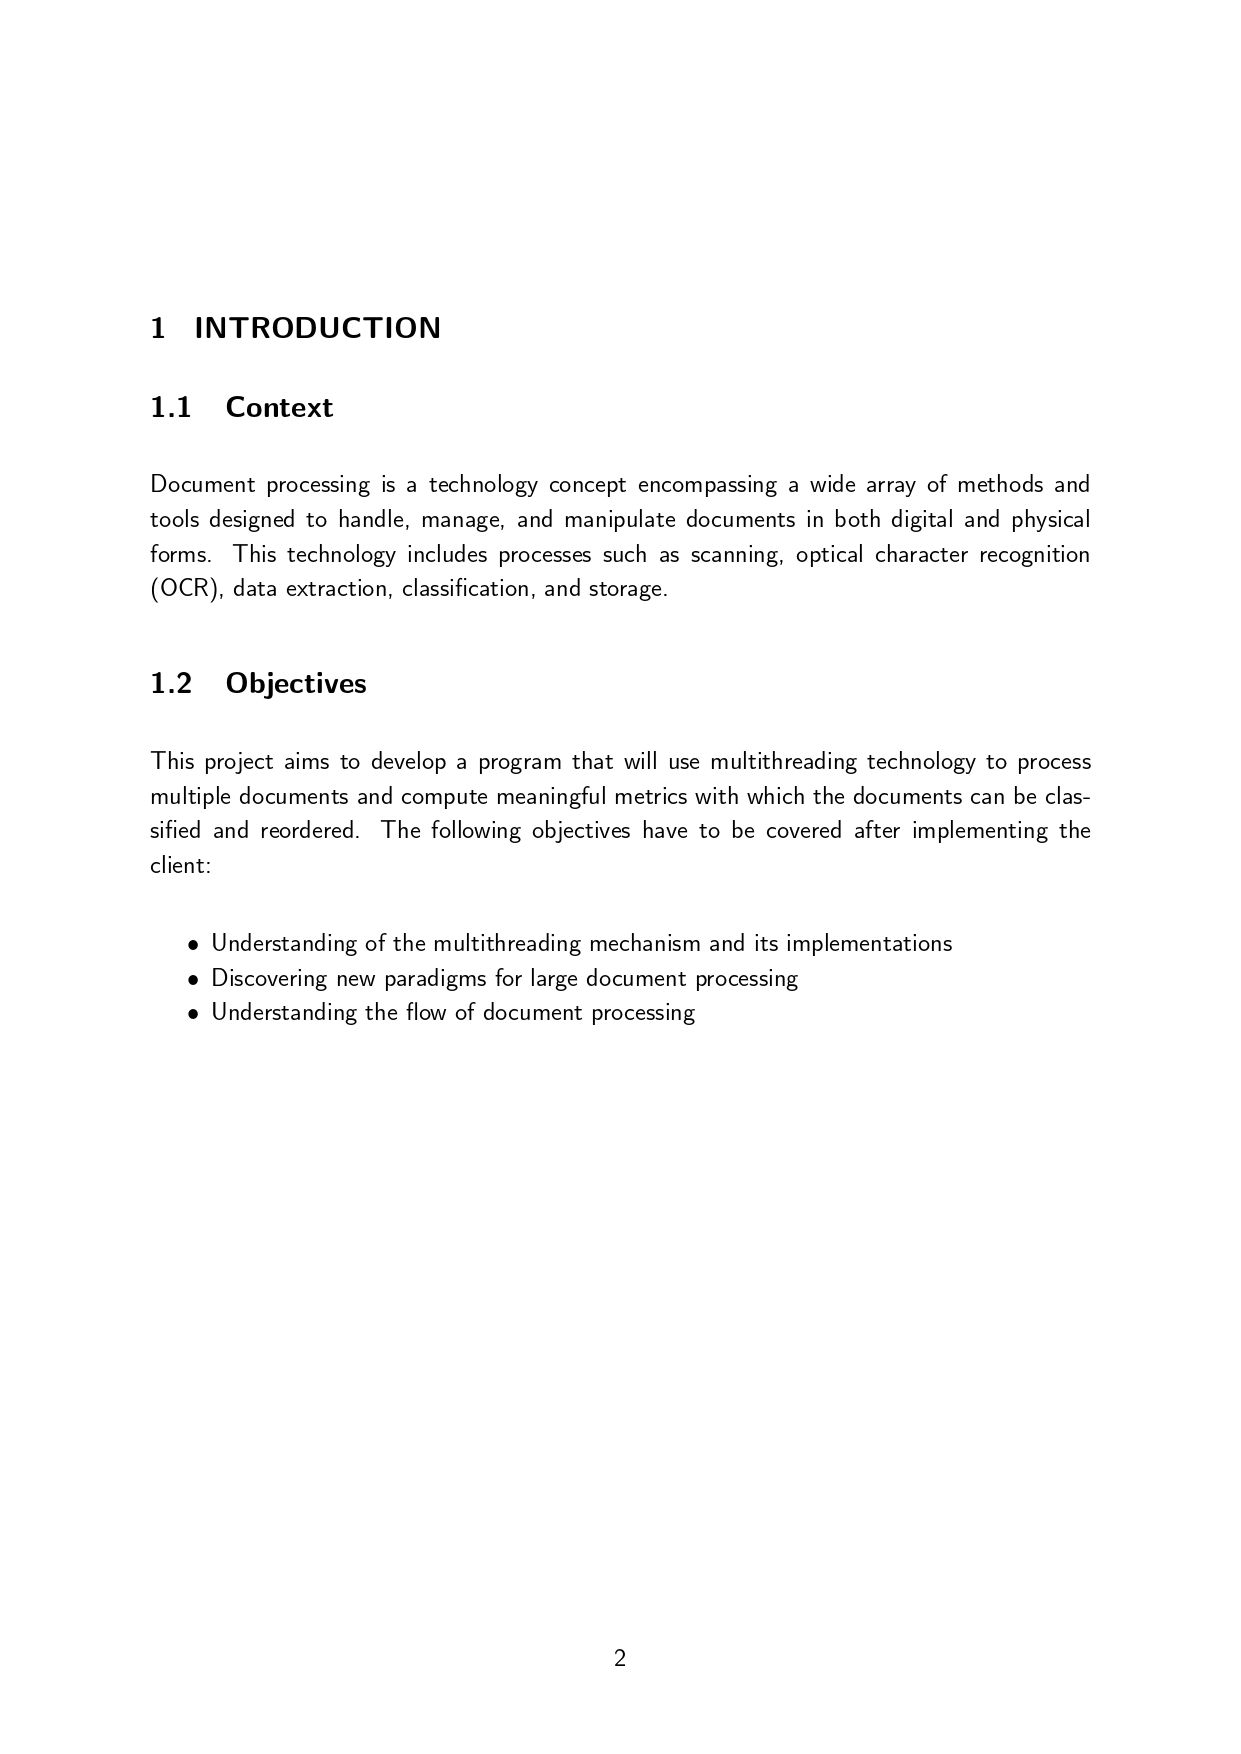 1 INTRODUCTION
1.1 Context
Document processing is a technology concept encompassing a wide array of methods and
tools designed to handle, manage, and manipulate documents in both digital and physical
forms. This technology includes processes such as scanning, optical character recognition
(OCR), data extraction, classification, and storage.
1.2 Objectives
This project aims to develop a program that will use multithreading technology to process
multiple documents and compute meaningful metrics with which the documents can be clas-
sified and reordered. The following objectives have to be covered after implementing the
client:
• Understanding of the multithreading mechanism and its implementations
• Discovering new paradigms for large document processing
• Understanding the flow of document processing
2